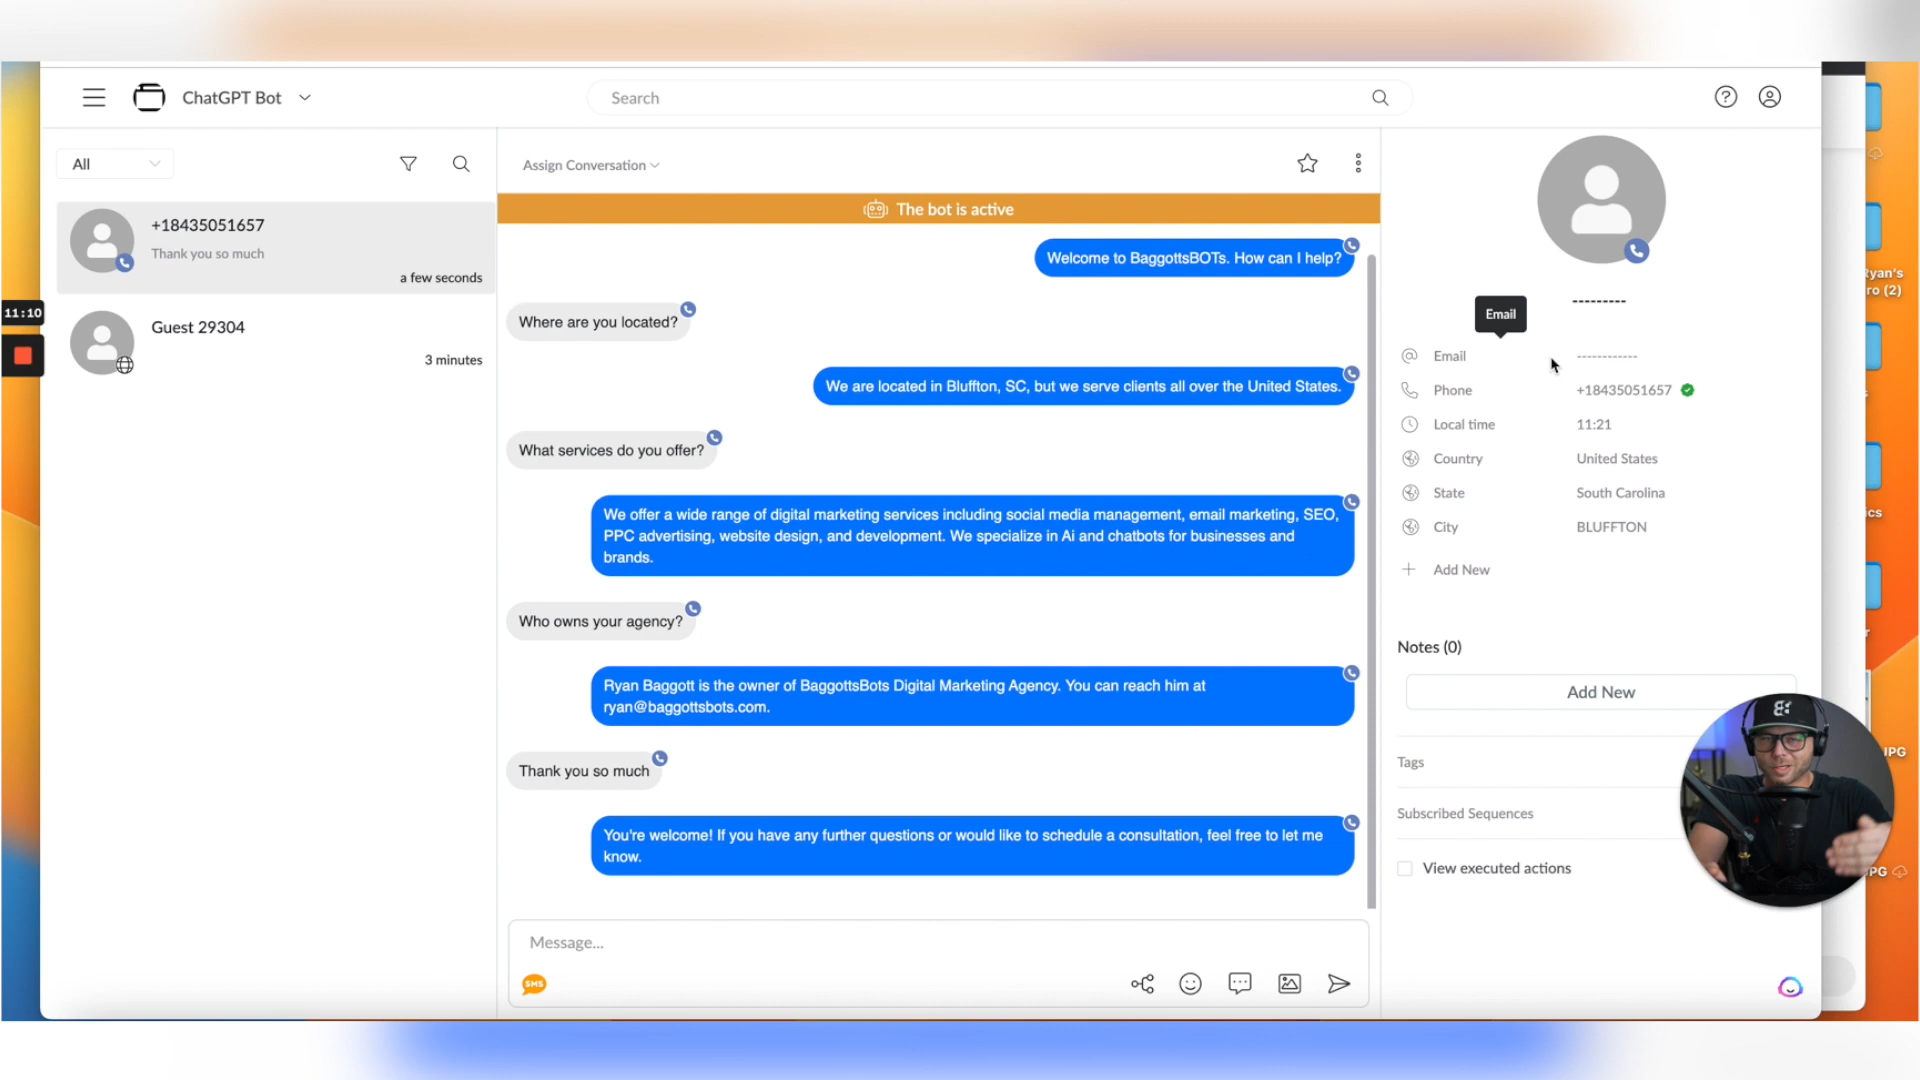 ChatGPT Bot
Search
All
+18435051657
Thank you so much
a few seconds
Guest 29304
3 minutes
11:10
Assign Conversation
The bot is active
Welcome to BaggottsBOTs. How can I help?
Where are you located?
We are located in Bluffton, SC, but we serve clients all over the United States.
What services do you offer?
We offer a wide range of digital marketing services including social media management, email marketing, SEO,
PPC advertising, website design, and development. We specialize in Ai and chatbots for businesses and
brands.
Who owns your agency?
Ryan Baggott is the owner of BaggottsBots Digital Marketing Agency. You can reach him at
ryan@baggottsbots.com.
Thank you so much
You're welcome! If you have any further questions or would like to schedule a consultation, feel free to let me
know.
Message...
SMS
---------
Email
Email ------------
Phone +18435051657
Local time 11:21
Country United States
State South Carolina
City BLUFFTON
Add New
Notes (0)
Add New
Tags
Subscribed Sequences
View executed actions
Ryan's
ro (2)
ics
JPG
JPG